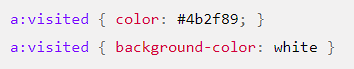 a:visited { color: #4b2f89; }
a:visited { background-color: white }